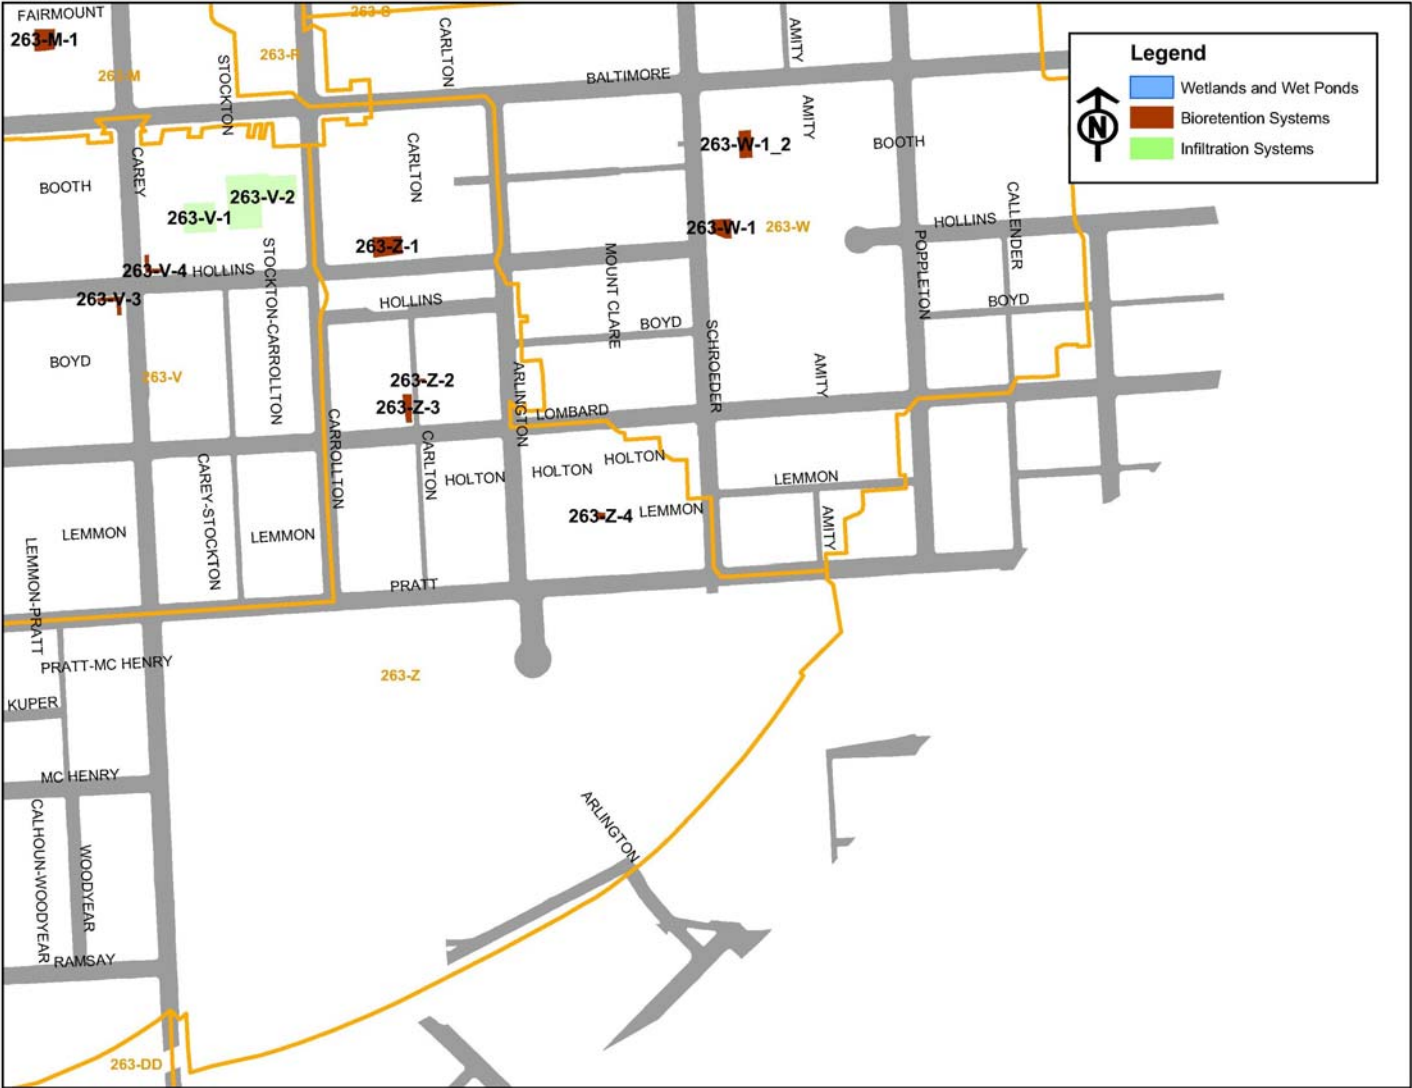 FAIRMOUNT
263-M-1
263-M
STOCKTON
263-R
263-S
CARLTON
BALTIMORE
AMITY
Legend
Wetlands and Wet Ponds
Bioretention Systems
Infiltration Systems
N
CAREY
BOOTH
263-V-2
263-V-1
CARLTON
263-W-1_2
AMITY
BOOTH
263-Z-1
263-W-1
263-W
HOLLINS
CALLENDER
263-V-4
HOLLINS
263-V-3
STOCKTON-CARROLLTON
HOLLINS
MOUNT CLARE
BOYD
SCHROEDER
POPPLETON
BOYD
BOYD
263-V
263-Z-2
263-Z-3
ARLINGTON
LOMBARD
AMITY
CARROLLTON
CARLTON
HOLTON
HOLTON
HOLTON
LEMMON
CAREY-STOCKTON
LEMMON
LEMMON
263-Z-4
LEMMON
AMITY
LEMMON-PRATT
PRATT
PRATT-MC HENRY
263-Z
KUPER
MC HENRY
CALHOUN-WOODYEAR
WOODYEAR
ARLINGTON
RAMSAY
263-DD